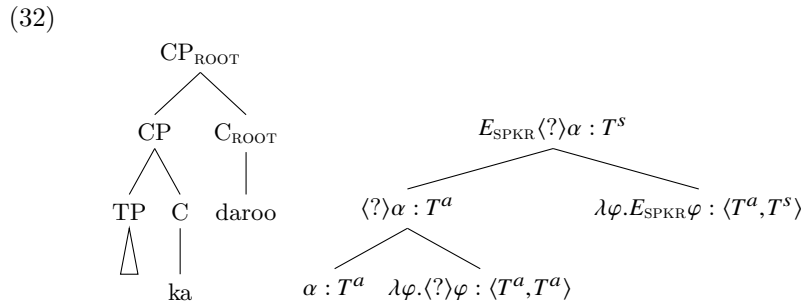 (32)
CP_ROOT
CP C_ROOT E_SPKR⟨?⟩α : T^s
TP C daroo ⟨?⟩α : T^a λφ.E_SPKRφ : ⟨T^a,T^s⟩
ka α : T^a λφ.⟨?⟩φ : ⟨T^a,T^a⟩